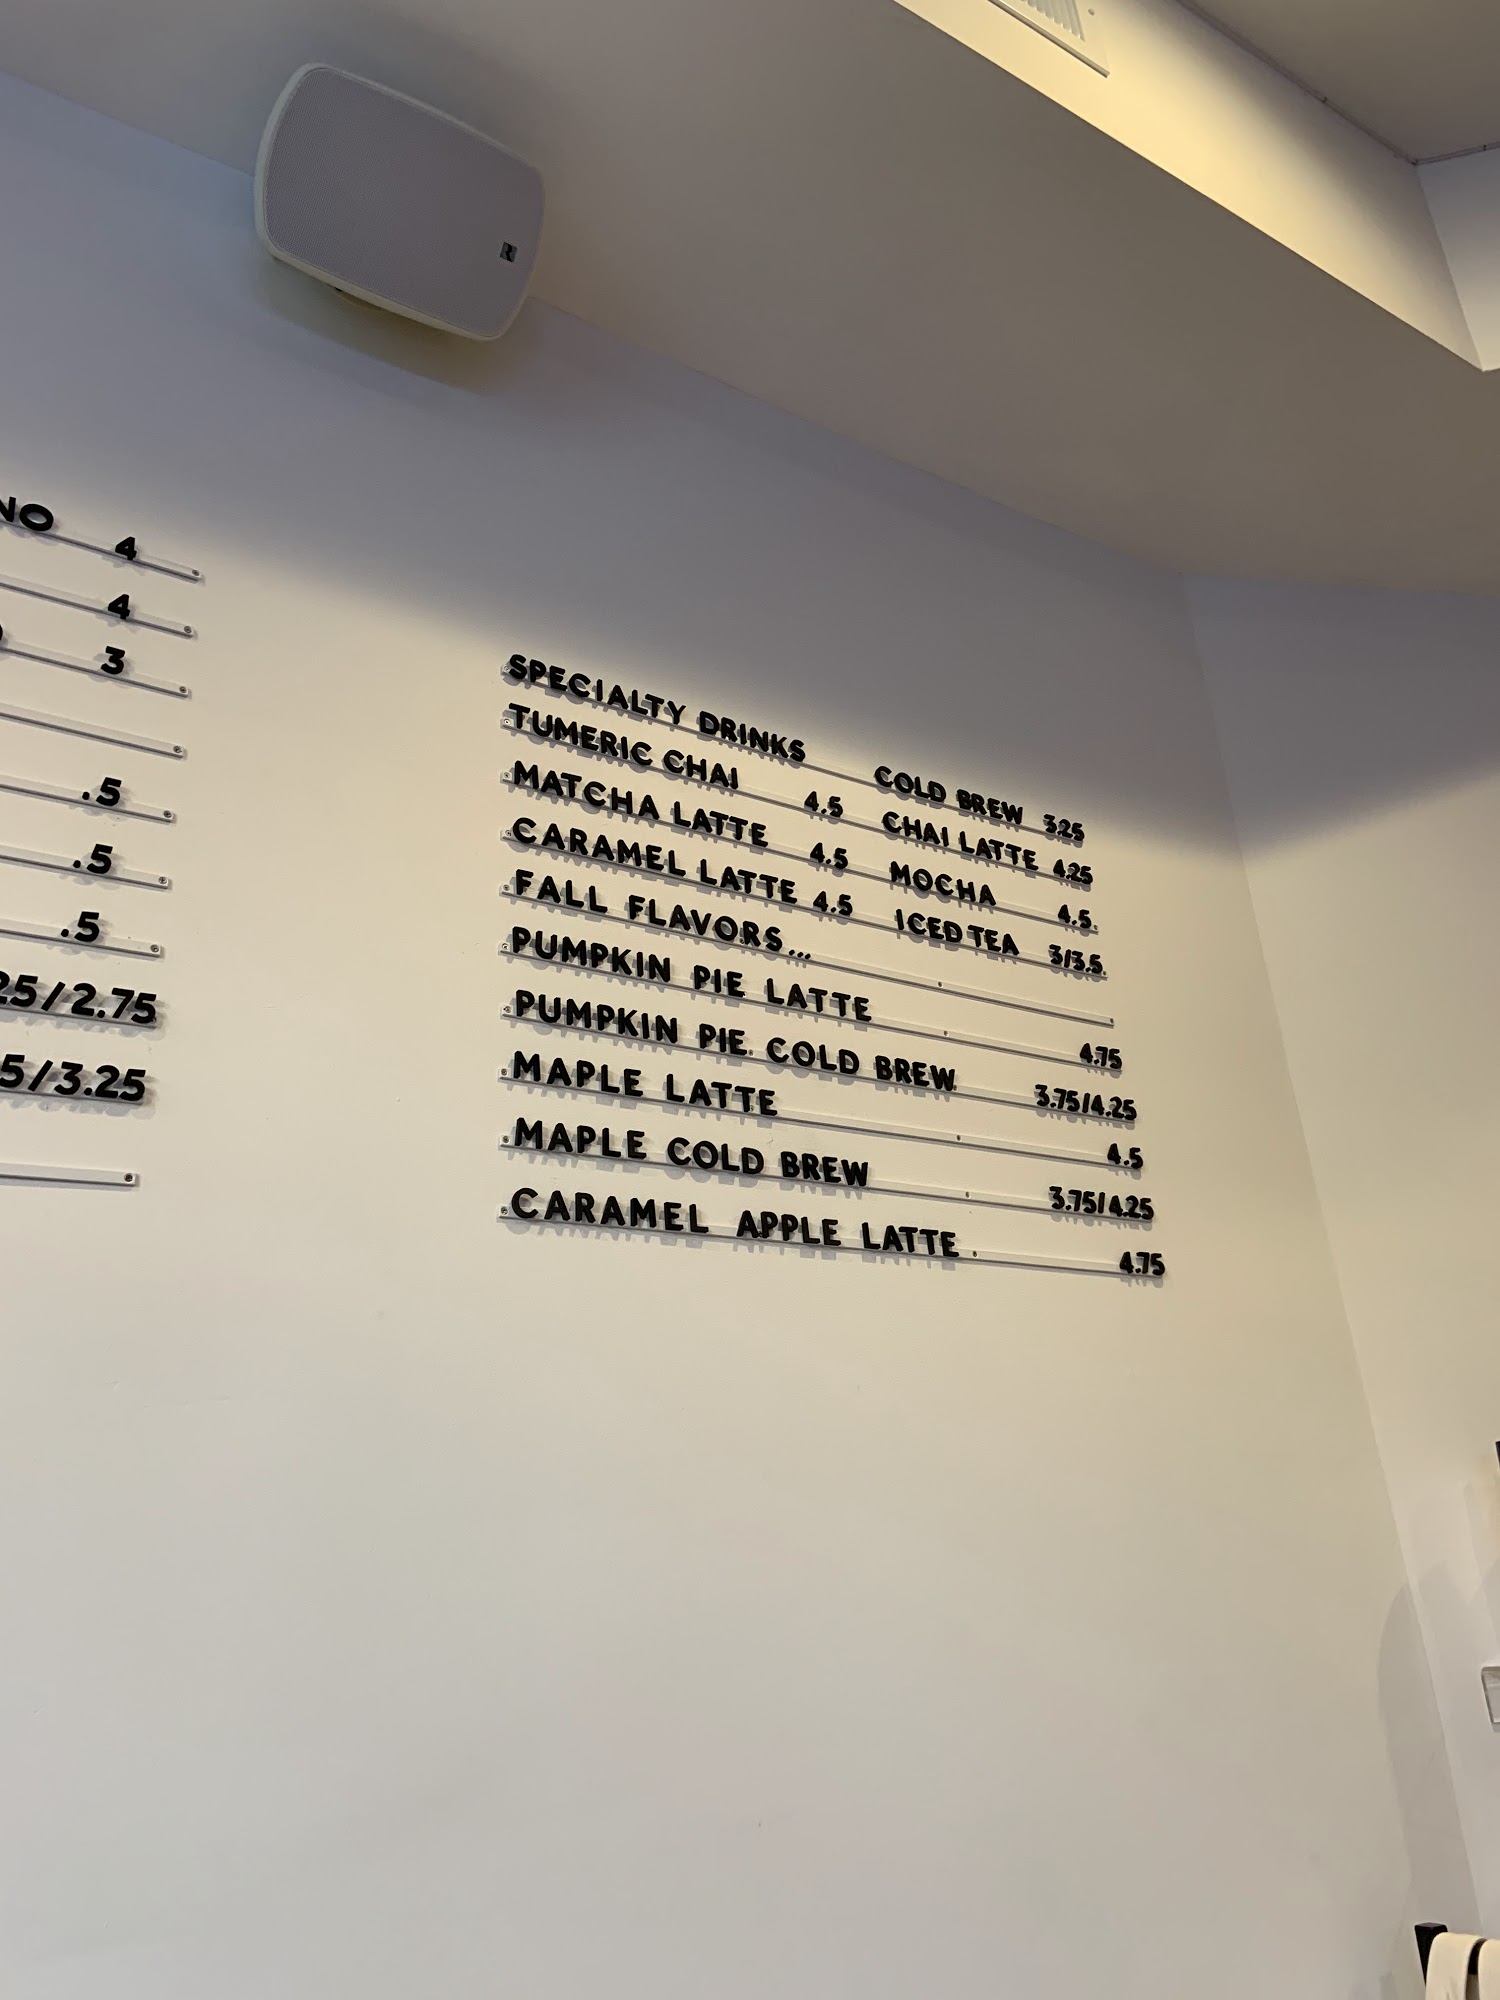 NO 4
4
3
.5
.5
.5
25/2.75
5/3.25
SPECIALTY DRINKS COLD BREW 3.25
TUMERIC CHAI 4.5 CHAI LATTE 4.25
MATCHA LATTE 4.5 MOCHA 4.5
CARAMEL LATTE 4.5 ICED TEA 3/3.5
FALL FLAVORS...
PUMPKIN PIE LATTE 4.75
PUMPKIN PIE COLD BREW 3.75/4.25
MAPLE LATTE 4.5
MAPLE COLD BREW 3.75/4.25
CARAMEL APPLE LATTE 4.75